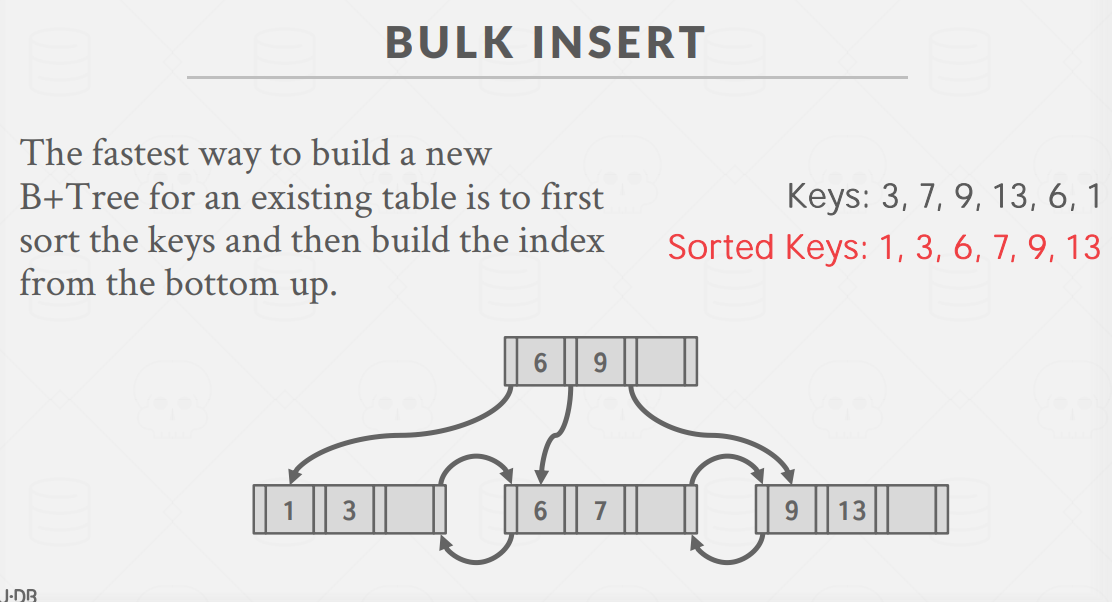 BULK INSERT
The fastest way to build a new
B+Tree for an existing table is to first
sort the keys and then build the index
from the bottom up.
Keys: 3, 7, 9, 13, 6, 1
Sorted Keys: 1, 3, 6, 7, 9, 13
6 9
1 3 6 7 9 13